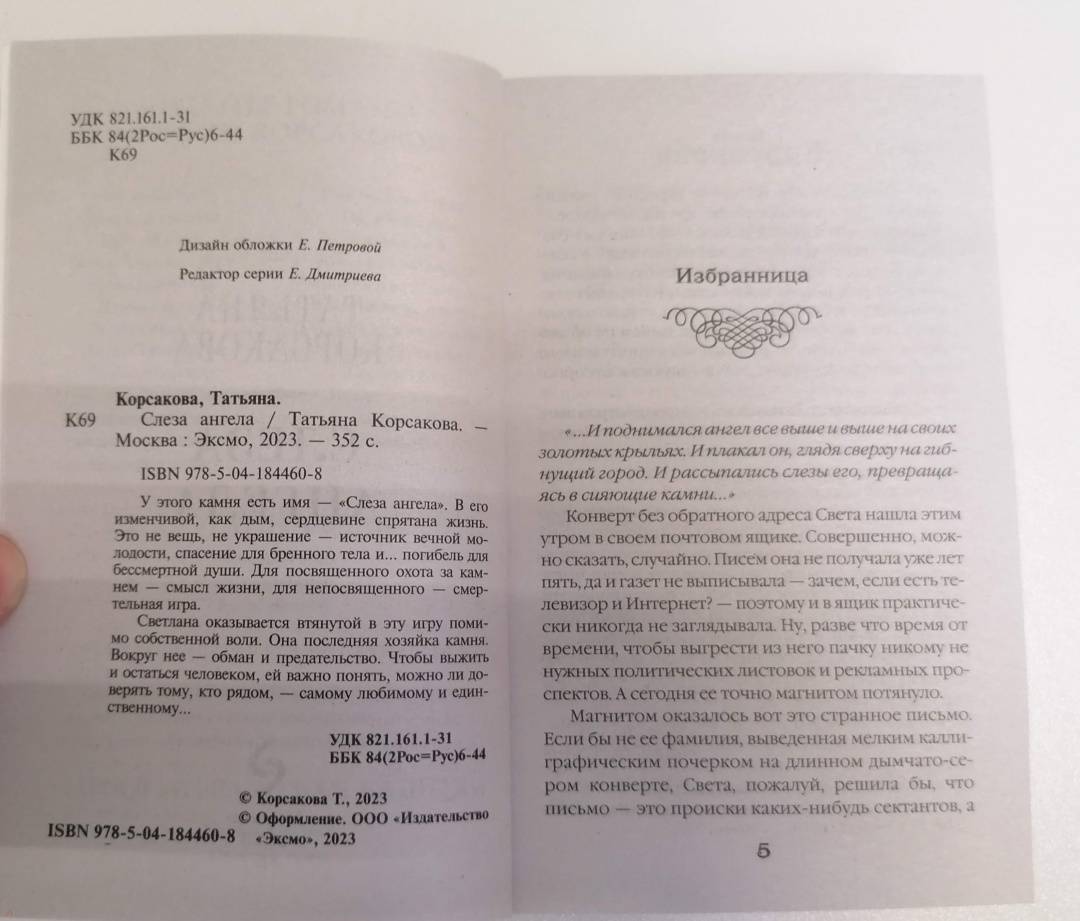 УДК 821.161.1-31
ББК 84(2Рос=Рус)6-44
К69
Дизайн обложки Е. Петровой
Редактор серии Е. Дмитриева
Корсакова, Татьяна.
К69 Слеза ангела / Татьяна Корсакова. —
Москва : Эксмо, 2023. — 352 с.
ISBN 978-5-04-184460-8
У этого камня есть имя — «Слеза ангела». В его
изменчивой, как дым, сердцевине спрятана жизнь.
Это не вещь, не украшение — источник вечной мо-
лодости, спасение для бренного тела и... погибель для
бессмертной души. Для посвященного охота за кам-
нем — смысл жизни, для непосвященного — смер-
тельная игра.
Светлана оказывается втянутой в эту игру поми-
мо собственной воли. Она последняя хозяйка камня.
Вокруг нее — обман и предательство. Чтобы выжить
и остаться человеком, ей важно понять, можно ли до-
верять тому, кто рядом, — самому любимому и един-
ственному...
УДК 821.161.1-31
ББК 84(2Рос=Рус)6-44
© Корсакова Т., 2023
© Оформление. ООО «Издательство
ISBN 978-5-04-184460-8 «Эксмо», 2023
Избранница
«...И поднимался ангел все выше и выше на своих
золотых крыльях. И плакал он, глядя сверху на гиб-
нущий город. И рассыпались слезы его, превраща-
ясь в сияющие камни...»
Конверт без обратного адреса Света нашла этим
утром в своем почтовом ящике. Совершенно, мож-
но сказать, случайно. Писем она не получала уже лет
пять, да и газет не выписывала — зачем, если есть те-
левизор и Интернет? — поэтому и в ящик практиче-
ски никогда не заглядывала. Ну, разве что время от
времени, чтобы выгрести из него пачку никому не
нужных политических листовок и рекламных про-
спектов. А сегодня ее точно магнитом потянуло.
Магнитом оказалось вот это странное письмо.
Если бы не ее фамилия, выведенная мелким калли-
графическим почерком на длинном дымчато-се-
ром конверте, Света, пожалуй, решила бы, что
письмо — это происки каких-нибудь сектантов, а
5